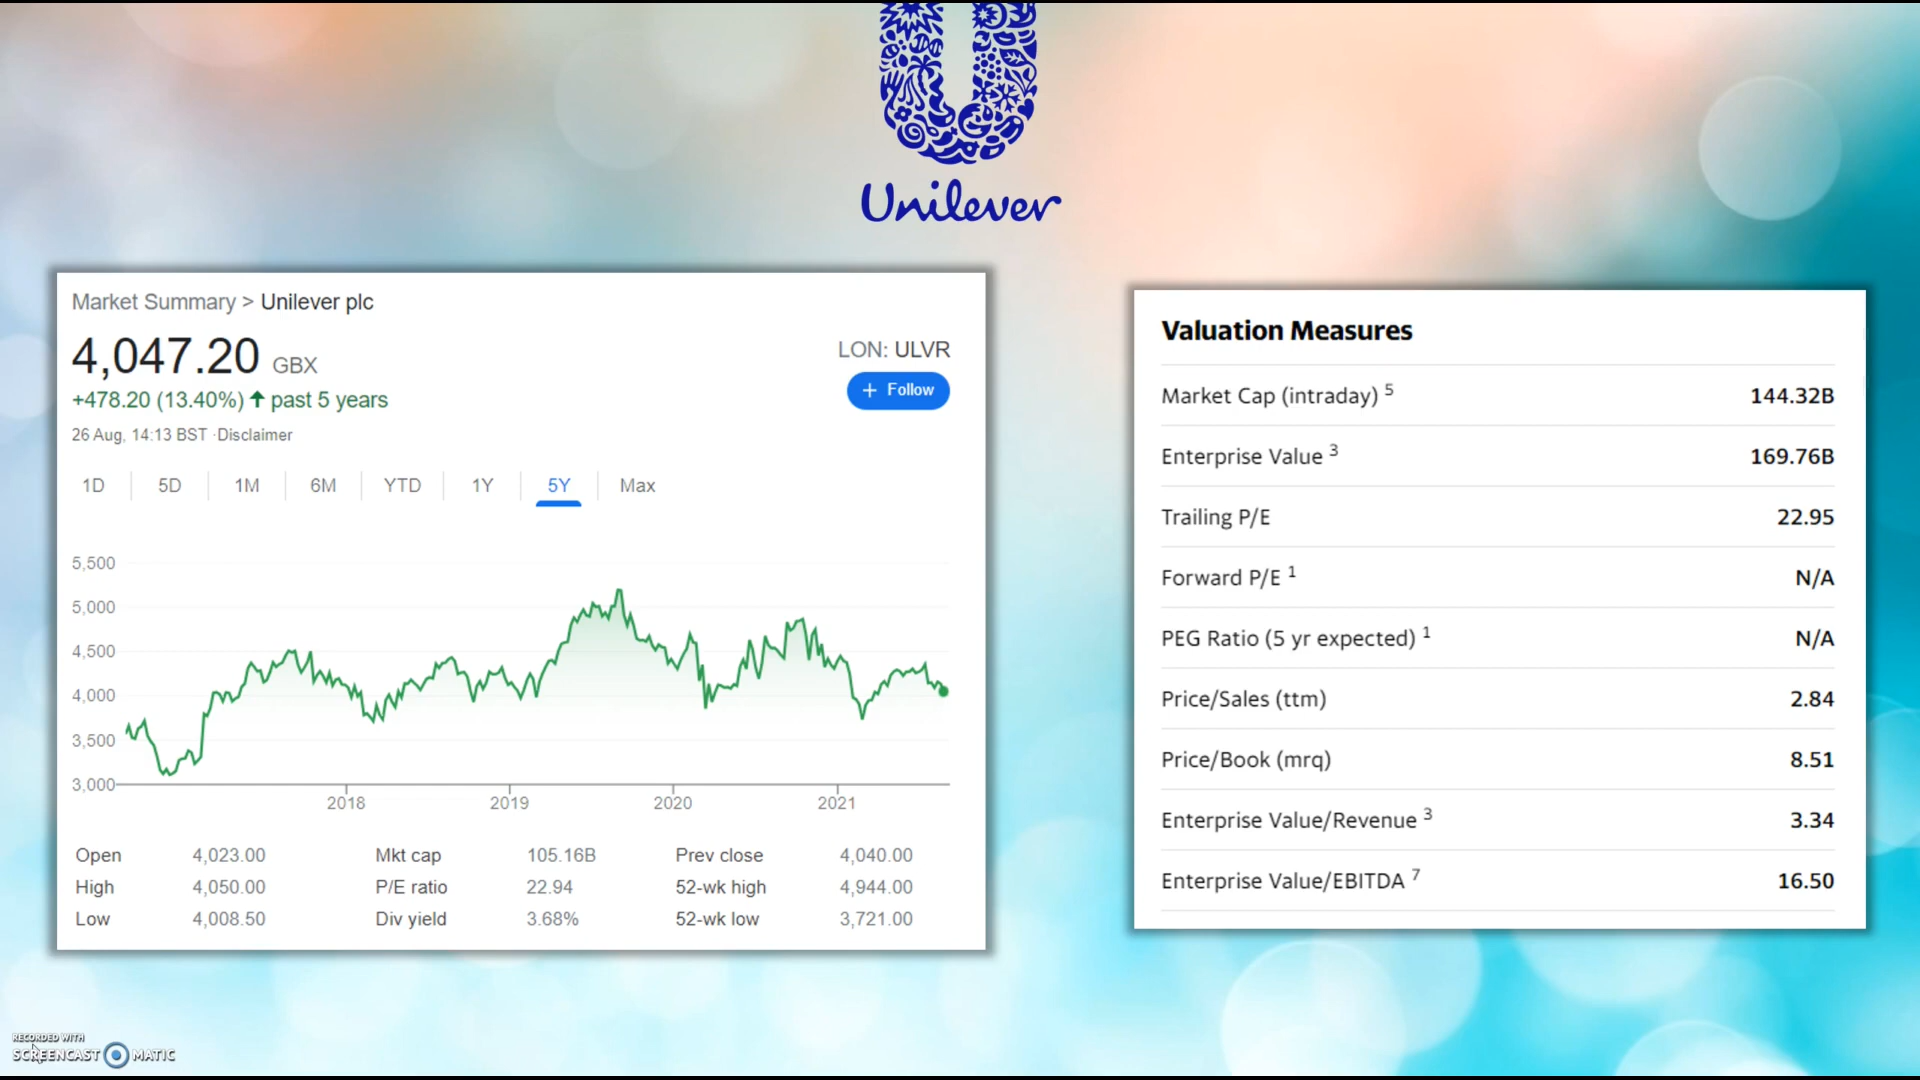 Unilever
Market Summary > Unilever plc
4,047.20 GBX
LON: ULVR
+ Follow
+478.20 (13.40%) ↑ past 5 years
26 Aug, 14:13 BST · Disclaimer
1D 5D 1M 6M YTD 1Y 5Y Max
5,500
5,000
4,500
4,000
3,500
3,000
2018 2019 2020 2021
Open 4,023.00 Mkt cap 105.16B Prev close 4,040.00
High 4,050.00 P/E ratio 22.94 52-wk high 4,944.00
Low 4,008.50 Div yield 3.68% 52-wk low 3,721.00
Valuation Measures
Market Cap (intraday) 5 144.32B
Enterprise Value 3 169.76B
Trailing P/E 22.95
Forward P/E 1 N/A
PEG Ratio (5 yr expected) 1 N/A
Price/Sales (ttm) 2.84
Price/Book (mrq) 8.51
Enterprise Value/Revenue 3 3.34
Enterprise Value/EBITDA 7 16.50
RECORDED WITH
SCREENCAST MATIC